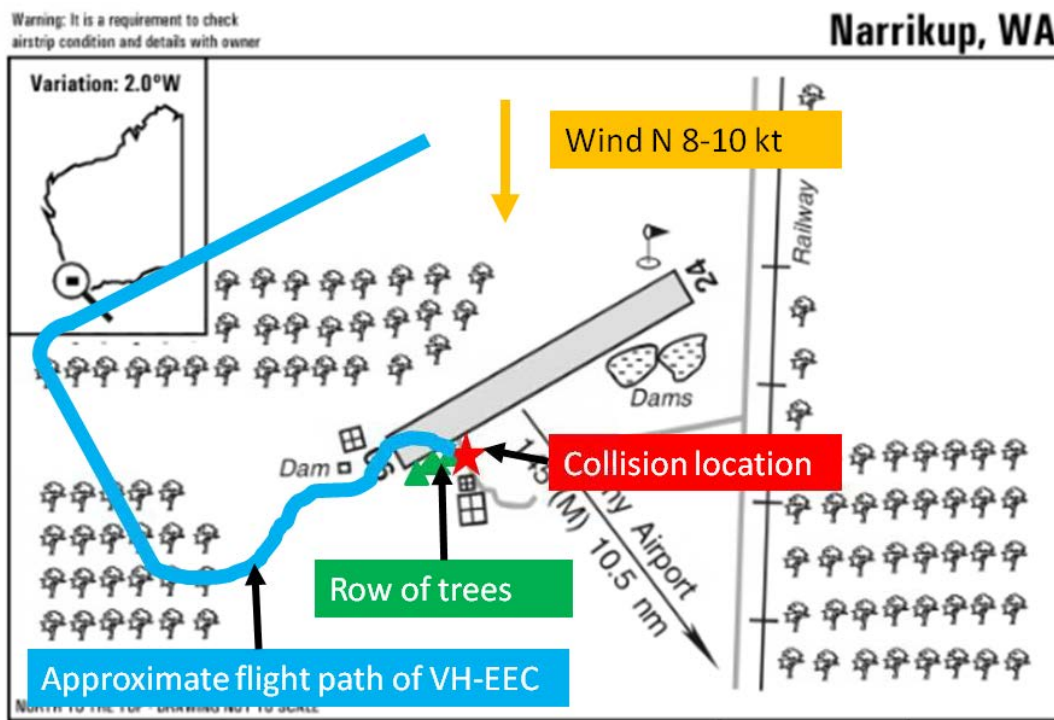 Warning: It is a requirement to check
airstrip condition and details with owner
Narrikup, WA
Variation: 2.0°W
Wind N 8-10 kt
Railway
24
Dams
Dam
Collision location
Airport
(M) 10.5 nm
Row of trees
Approximate flight path of VH-EEC
NORTH TO THE TOP - DRAWING NOT TO SCALE